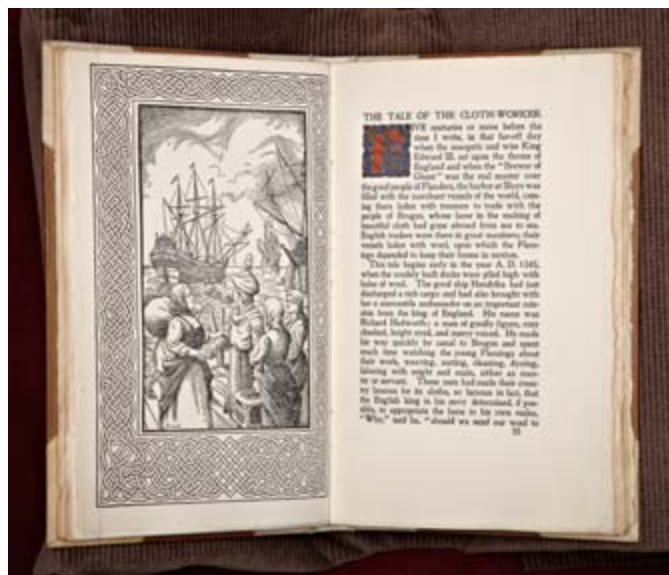 THE TALE OF THE CLOTH-WORKER.
FIVE centuries or more before the
time I write, in that far-off day
when the energetic and wise King
Edward III. sat upon the throne of
England and when the "Brewer of
Ghent" was the real master over
the good people of Flanders, the harbor at Sluys was
filled with the merchant vessels of the world, com-
ing there laden with treasure to trade with the
people of Bruges, whose fame in the making of
beautiful cloth had gone abroad from sea to sea.
English traders were there in great numbers; their
vessels laden with wool, upon which the Flem-
ings depended to keep their looms in motion.
This tale begins early in the year A. D. 1345,
when the crudely built docks were piled high with
bales of wool. The good ship Hendrika had just
discharged a rich cargo and had also brought with
her a mercantile ambassador on an important mis-
sion from the king of England. His name was
Richard Hedworth; a man of goodly figure, rosy
cheeked, bright eyed, and merry voiced. He made
his way quickly by canal to Bruges and spent
much time watching the young Flemings about
their work, weaving, sorting, cleaning, dyeing,
laboring with might and main, either as mas-
ter or servant. These men had made their coun-
try famous for its cloths, so famous in fact, that
the English king in his envy determined, if pos-
sible, to appropriate the fame to his own realm.
"Why," said he, "should we send our wool to